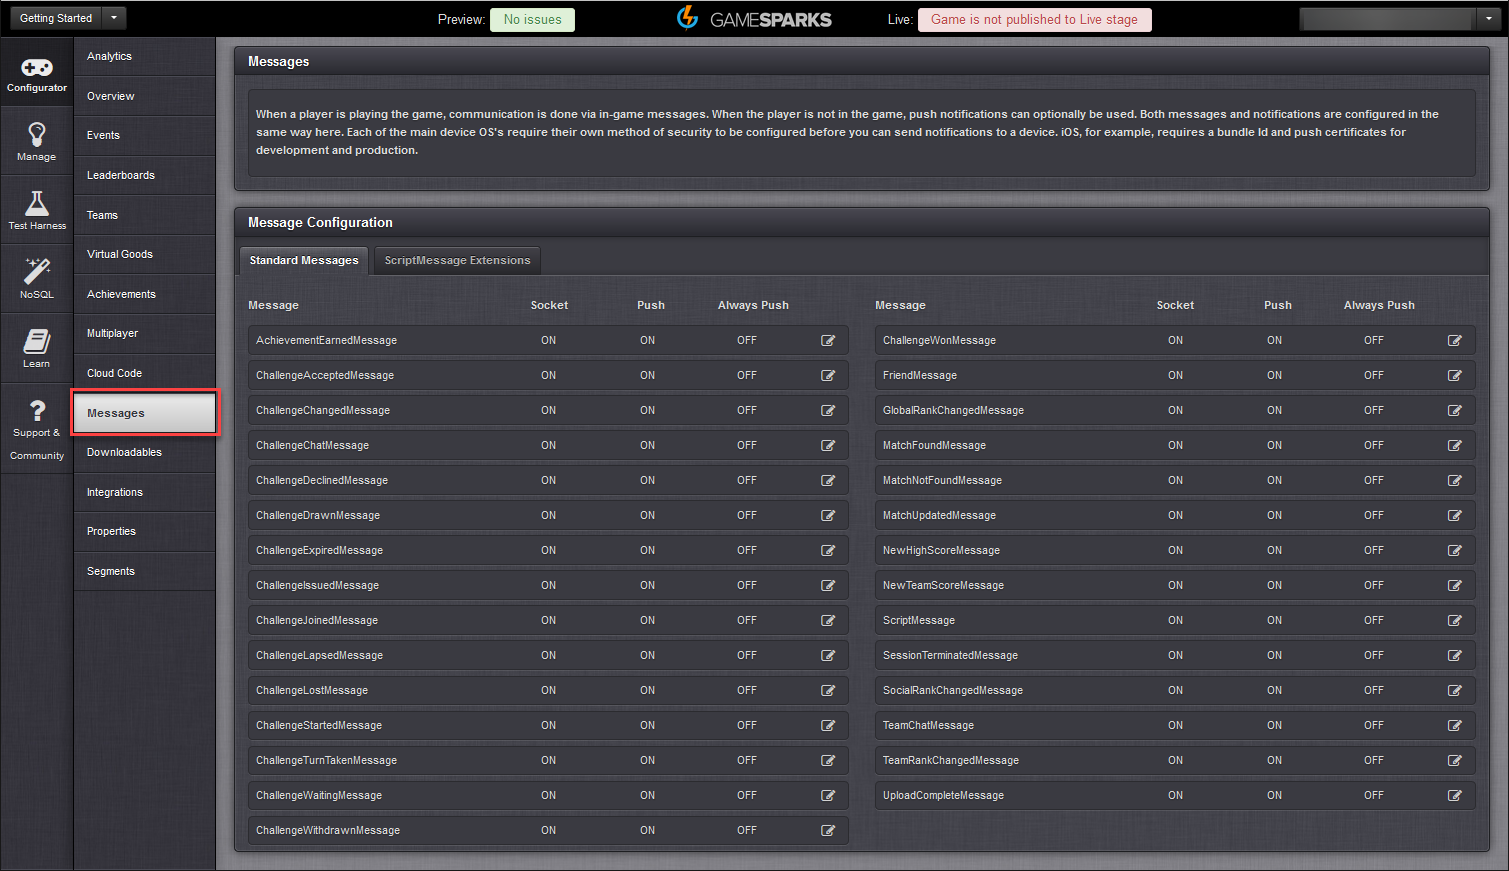 Getting Started
Preview: No issues
GAMESPARKS
Live: Game is not published to Live stage
Configurator
Manage
Test Harness
NoSQL
Learn
Support &
Community
Analytics
Overview
Events
Leaderboards
Teams
Virtual Goods
Achievements
Multiplayer
Cloud Code
Messages
Downloadables
Integrations
Properties
Segments
Messages
When a player is playing the game, communication is done via in-game messages. When the player is not in the game, push notifications can optionally be used. Both messages and notifications are configured in the
same way here. Each of the main device OS's require their own method of security to be configured before you can send notifications to a device. iOS, for example, requires a bundle Id and push certificates for
development and production.
Message Configuration
Standard Messages ScriptMessage Extensions
Message Socket Push Always Push
AchievementEarnedMessage ON ON OFF
ChallengeAcceptedMessage ON ON OFF
ChallengeChangedMessage ON ON OFF
ChallengeChatMessage ON ON OFF
ChallengeDeclinedMessage ON ON OFF
ChallengeDrawnMessage ON ON OFF
ChallengeExpiredMessage ON ON OFF
ChallengeIssuedMessage ON ON OFF
ChallengeJoinedMessage ON ON OFF
ChallengeLapsedMessage ON ON OFF
ChallengeLostMessage ON ON OFF
ChallengeStartedMessage ON ON OFF
ChallengeTurnTakenMessage ON ON OFF
ChallengeWaitingMessage ON ON OFF
ChallengeWithdrawnMessage ON ON OFF
Message Socket Push Always Push
ChallengeWonMessage ON ON OFF
FriendMessage ON ON OFF
GlobalRankChangedMessage ON ON OFF
MatchFoundMessage ON ON OFF
MatchNotFoundMessage ON ON OFF
MatchUpdatedMessage ON ON OFF
NewHighScoreMessage ON ON OFF
NewTeamScoreMessage ON ON OFF
ScriptMessage ON ON OFF
SessionTerminatedMessage ON ON OFF
SocialRankChangedMessage ON ON OFF
TeamChatMessage ON ON OFF
TeamRankChangedMessage ON ON OFF
UploadCompleteMessage ON ON OFF